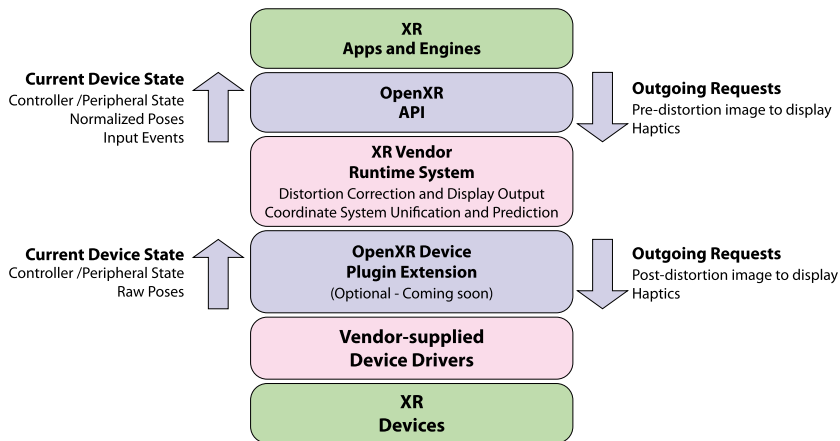 XR
Apps and Engines
Current Device State
Controller /Peripheral State
Normalized Poses
Input Events
OpenXR
API
Outgoing Requests
Pre-distortion image to display
Haptics
XR Vendor
Runtime System
Distortion Correction and Display Output
Coordinate System Unification and Prediction
Current Device State
Controller /Peripheral State
Raw Poses
OpenXR Device
Plugin Extension
(Optional - Coming soon)
Outgoing Requests
Post-distortion image to display
Haptics
Vendor-supplied
Device Drivers
XR
Devices